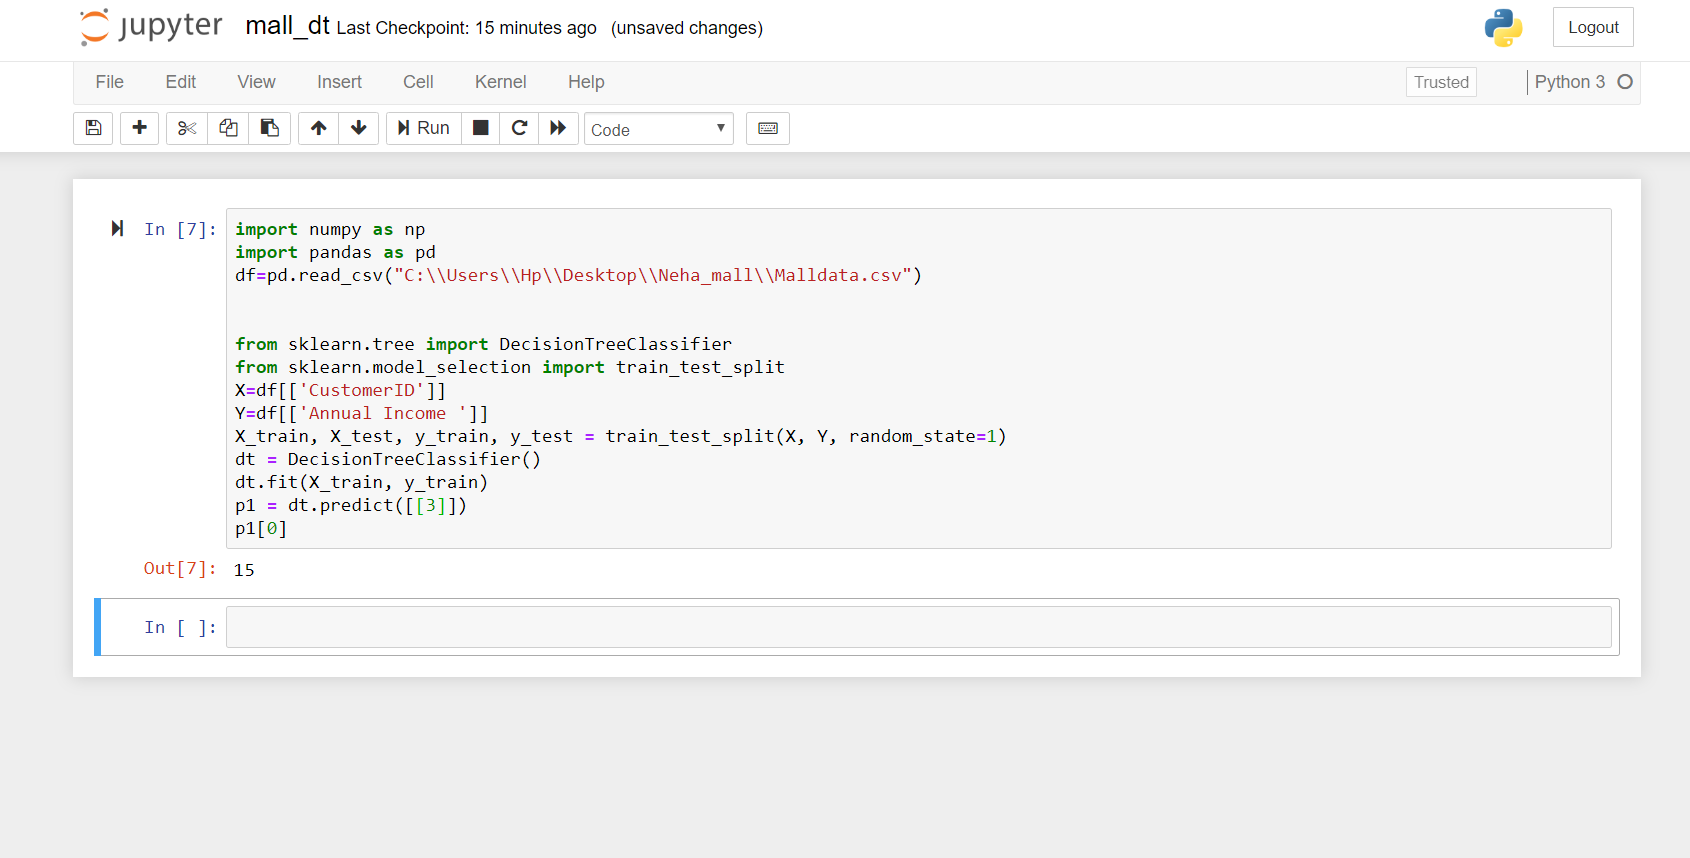 jupyter mall_dt Last Checkpoint: 15 minutes ago (unsaved changes) Logout
File Edit View Insert Cell Kernel Help Trusted Python 3
Run Code
In [7]:
import numpy as np
import pandas as pd
df=pd.read_csv("C:\\Users\\Hp\\Desktop\\Neha_mall\\Malldata.csv")
from sklearn.tree import DecisionTreeClassifier
from sklearn.model_selection import train_test_split
X=df[['CustomerID']]
Y=df[['Annual Income ']]
X_train, X_test, y_train, y_test = train_test_split(X, Y, random_state=1)
dt = DecisionTreeClassifier()
dt.fit(X_train, y_train)
p1 = dt.predict([[3]])
p1[0]
Out[7]: 15
In [ ]: